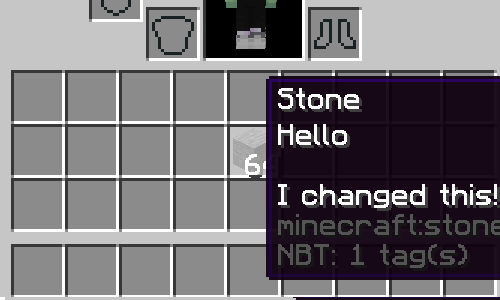 Stone
Hello
I changed this!
minecraft:stone
NBT: 1 tag(s)